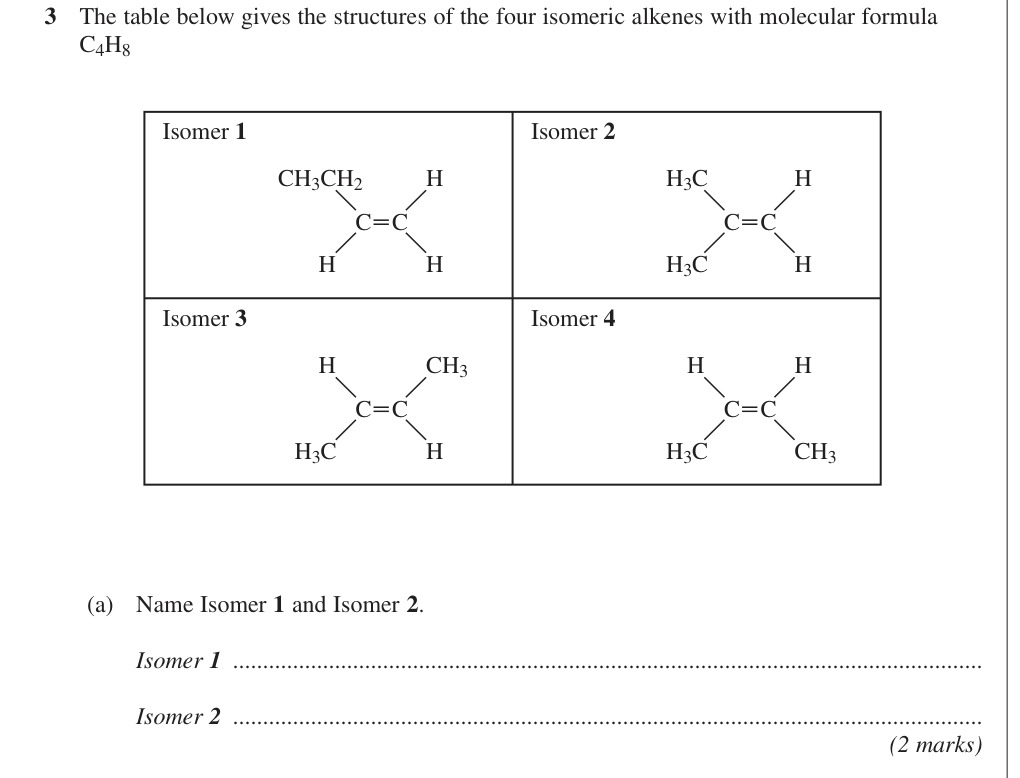 3 The table below gives the structures of the four isomeric alkenes with molecular formula
C₄H₈
Isomer 1
CH₃CH₂ H
C=C
H H
Isomer 2
H₃C H
C=C
H₃C H
Isomer 3
H CH₃
C=C
H₃C H
Isomer 4
H H
C=C
H₃C CH₃
(a) Name Isomer 1 and Isomer 2.
Isomer 1 ..............................................................................................................................
Isomer 2 ..............................................................................................................................
(2 marks)